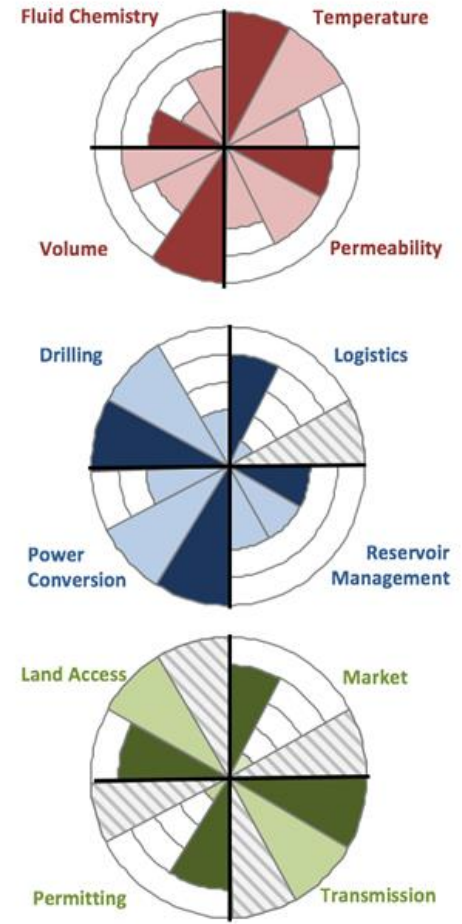 Fluid Chemistry
Temperature
Volume
Permeability
Drilling
Logistics
Power
Conversion
Reservoir
Management
Land Access
Market
Permitting
Transmission